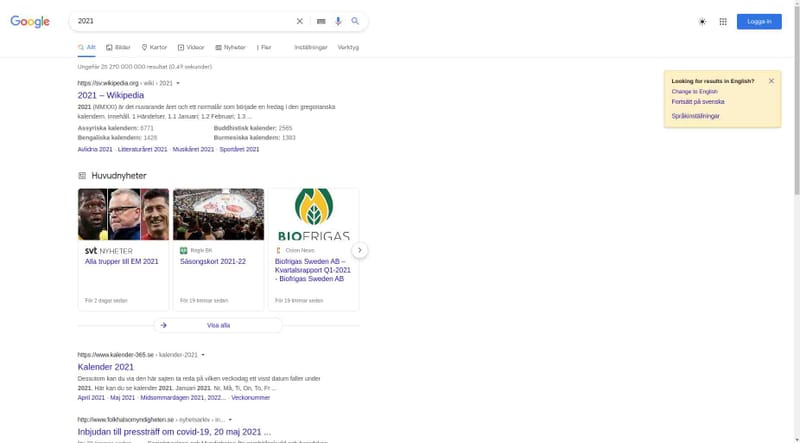 Google
2021
Logga in
Allt Bilder Kartor Videor Nyheter Fler Inställningar Verktyg
Ungefär 25 270 000 000 resultat (0,49 sekunder)
https://sv.wikipedia.org › wiki › 2021
2021 – Wikipedia
2021 (MMXXI) är det nuvarande året och ett normalår som började en fredag i den gregorianska
kalendern. Innehåll. 1 Händelser. 1.1 Januari; 1.2 Februari; 1.3 ...
Assyriska kalendern: 6771 Buddhistisk kalender: 2565
Bengaliska kalendern: 1428 Burmesiska kalendern: 1383
Avlidna 2021 · Litteraturåret 2021 · Musikåret 2021 · Sportåret 2021
Looking for results in English?
Change to English
Fortsätt på svenska
Språkinställningar
Huvudnyheter
BIOFRIGAS
svt NYHETER
Alla trupper till EM 2021
För 2 dagar sedan
Rögle BK
Säsongskort 2021-22
För 19 timmar sedan
Cision News
Biofrigas Sweden AB –
Kvartalsrapport Q1-2021
- Biofrigas Sweden AB
För 19 timmar sedan
Visa alla
https://www.kalender-365.se › kalender-2021
Kalender 2021
Dessutom kan du via den här sajten ta reda på vilken veckodag ett visst datum faller under
2021. Här kan du se kalender 2021. Januari 2021. Nr, Må, Ti, On, To, Fr ...
April 2021 · Maj 2021 · Midsommardagen 2021, 2022... · Veckonummer
http://www.folkhalsomyndigheten.se › nyhetsarkiv › in...
Inbjudan till pressträff om covid-19, 20 maj 2021 ...